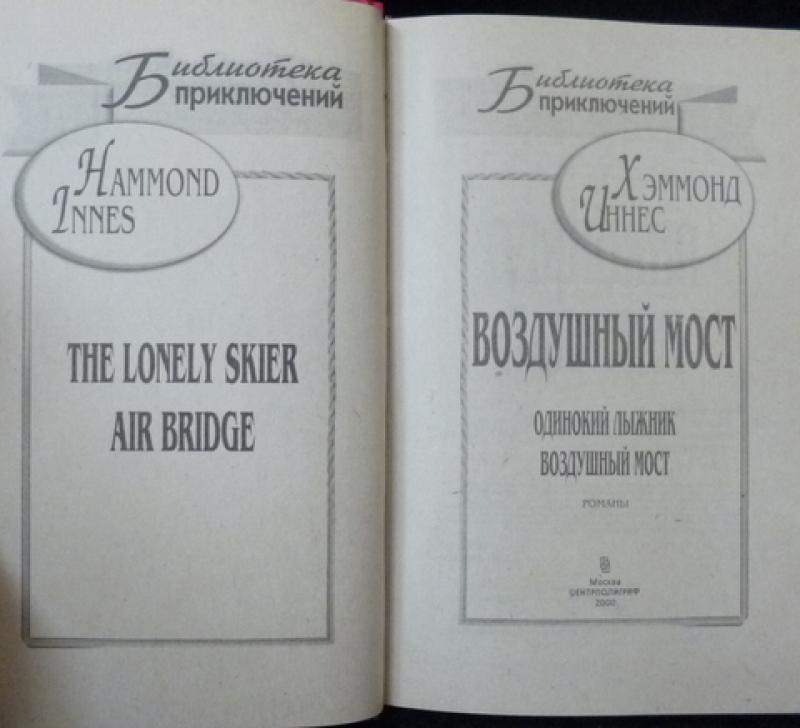 Библиотека
приключений
HAMMOND
INNES
THE LONELY SKIER
AIR BRIDGE
Библиотека
приключений
ХЭММОНД
ИННЕС
ВОЗДУШНЫЙ МОСТ
ОДИНОКИЙ ЛЫЖНИК
ВОЗДУШНЫЙ МОСТ
РОМАНЫ
Москва
ЦЕНТРПОЛИГРАФ
2000